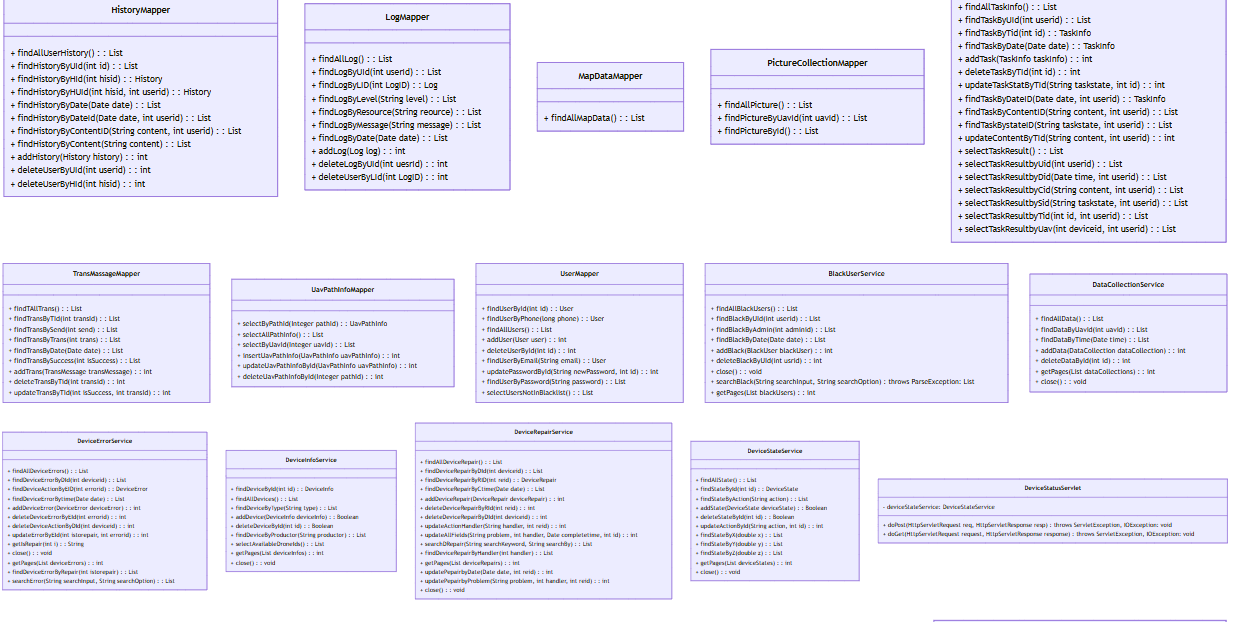 HistoryMapper
+ findAllUserHistory() : : List
+ findHistoryByUid(int id) : : List
+ findHistoryByHId(int hisid) : : History
+ findHistoryByHUid(int hisid, int userid) : : History
+ findHistoryByDate(Date date) : : List
+ findHistoryByDateId(Date date, int userid) : : List
+ findHistoryByContentID(String content, int userid) : : List
+ findHistoryByContent(String content) : : List
+ addHistory(History history) : : int
+ deleteUserByUid(int userid) : : int
+ deleteUserByHid(int hisid) : : int
LogMapper
+ findAllLog() : : List
+ findLogByUid(int userId) : : List
+ findLogByLID(int LogID) : : Log
+ findLogByLevel(String level) : : List
+ findLogByResource(String reource) : : List
+ findLogByMessage(String message) : : List
+ findLogByDate(Date date) : : List
+ addLog(Log log) : : int
+ deleteLogByUid(int uesrId) : : int
+ deleteUserByLid(int LogID) : : int
MapDataMapper
+ findAllMapData() : : List
PictureCollectionMapper
+ findAllPicture() : : List
+ findPictureByUavId(int uavid) : : List
+ findPictureById() : : List
+ findAllTaskInfo() : : List
+ findTaskByUid(int userid) : : List
+ findTaskByTid(int id) : : TaskInfo
+ findTaskByDate(Date date) : : TaskInfo
+ addTask(TaskInfo taskInfo) : : int
+ deleteTaskByTid(int id) : : int
+ updateTaskStatByTid(String taskstate, int id) : : int
+ findTaskByDateID(Date date, int userid) : : TaskInfo
+ findTaskByContentID(String content, int userid) : : List
+ findTaskBystateID(String taskstate, int userid) : : List
+ updateContentByTid(String content, int userid) : : int
+ selectTaskResult() : : List
+ selectTaskResultbyUid(int userid) : : List
+ selectTaskResultbyDid(Date time, int userid) : : List
+ selectTaskResultbyCid(String content, int userid) : : List
+ selectTaskResultbySid(String taskstate, int userid) : : List
+ selectTaskResultbyTid(int id, int userid) : : List
+ selectTaskResultbyUav(int deviceid, int userid) : : List
TransMassageMapper
+ findTAllTrans() : : List
+ findTransByTid(int transid) : : List
+ findTransBySend(int send) : : List
+ findTransByTrans(int trans) : : List
+ findTransByDate(Date date) : : List
+ findTransBySuccess(int isSuccess) : : List
+ addTrans(TransMessage transMessage) : : int
+ deleteTransByTid(int transid) : : int
+ updateTransByTid(int isSuccess, int transid) : : int
UavPathInfoMapper
+ selectByPathId(Integer pathid) : : UavPathInfo
+ selectAllPathInfo() : : List
+ selectByUavId(Integer uavid) : : List
+ insertUavPathInfo(UavPathInfo uavPathInfo) : : int
+ updateUavPathInfoById(UavPathInfo uavPathInfo) : : int
+ deleteUavPathInfoById(Integer pathid) : : int
UserMapper
+ findUserById(int id) : : User
+ findUserByPhone(long phone) : : User
+ findAllUsers() : : List
+ addUser(User user) : : int
+ deleteUserById(int id) : : int
+ findUserByEmail(String email) : : User
+ updatePasswordById(String newPassword, int id) : : int
+ findUserByPassword(String password) : : List
+ selectUsersNotInBlacklist() : : List
BlackUserService
+ findAllBlackUsers() : : List
+ findBlackByUid(int userid) : : List
+ findBlackByAdmin(int adminid) : : List
+ findBlackByDate(Date date) : : List
+ addBlack(BlackUser blackUser) : : int
+ deleteBlackByUid(int usrid) : : int
+ close() : : void
+ searchBlack(String searchInput, String searchOption) : throws ParseException: List
+ getPages(List blackUsers) : : int
DataCollectionService
+ findAllData() : : List
+ findDataByUavId(int uavid) : : List
+ findDataByTime(Date time) : : List
+ addData(DataCollection dataCollection) : : int
+ deleteDataById(int id) : : int
+ getPages(List dataCollections) : : int
+ close() : : void
DeviceErrorService
+ findAllDeviceErrors() : : List
+ findDeviceErrorByDId(int deviceid) : : List
+ findDeviceActionByEID(int errorid) : : DeviceError
+ findDeviceErrorBytime(Date date) : : List
+ addDeviceError(DeviceError deviceError) : : int
+ deleteDeviceErrorByEId(int errorid) : : int
+ deleteDeviceActionByDId(int deviceid) : : int
+ updateErrorById(int istorepair, int errorid) : : int
+ getIsRepair(int i) : : String
+ close() : : void
+ getPages(List deviceErrors) : : int
+ findDeviceErrorByRepair(int istorepair) : : List
+ searchError(String searchInput, String searchOption) : : List
DeviceInfoService
+ findDeviceById(int id) : : DeviceInfo
+ findAllDevices() : : List
+ findDeviceByType(String type) : : List
+ addDevice(DeviceInfo deviceInfo) : : Boolean
+ deleteDeviceById(int id) : : Boolean
+ findDeviceByProductor(String productor) : : List
+ selectAvailableDroneIds() : : List
+ getPages(List deviceInfos) : : int
+ close() : : void
DeviceRepairService
+ findAllDeviceRepair() : : List
+ findDeviceRepairByDId(int deviceid) : : List
+ findDeviceRepairByRID(int reid) : : DeviceRepair
+ findDeviceRepairByCtime(Date date) : : List
+ addDeviceRepair(DeviceRepair deviceRepair) : : int
+ deleteDeviceRepairByRId(int reid) : : int
+ deleteDeviceRepairByDId(int deviceid) : : int
+ updateActionHandler(String handler, int reid) : : int
+ updateAllFields(String problem, int handler, Date completetime, int id) : : int
+ searchDRepair(String searchKeyword, String searchBy) : : List
+ findDeviceRepairByHandler(int handler) : : List
+ getPages(List deviceRepairs) : : int
+ updatePepairbyDate(Date date, int reid) : : int
+ updatePepairbyProblem(String problem, int handler, int reid) : : int
+ close() : : void
DeviceStateService
+ findAllState() : : List
+ findStateById(int id) : : DeviceState
+ findStateByAction(String action) : : List
+ addState(DeviceState deviceState) : : Boolean
+ deleteStateById(int id) : : Boolean
+ updateActionById(String action, int id) : : int
+ findStateByX(double x) : : List
+ findStateByY(double y) : : List
+ findStateByZ(double z) : : List
+ getPages(List deviceStates) : : int
+ close() : : void
DeviceStatusServlet
- deviceStateService: DeviceStateService
+ doPost(HttpServletRequest req, HttpServletResponse resp) : throws ServletException, IOException: void
+ doGet(HttpServletRequest request, HttpServletResponse response) : throws ServletException, IOException: void